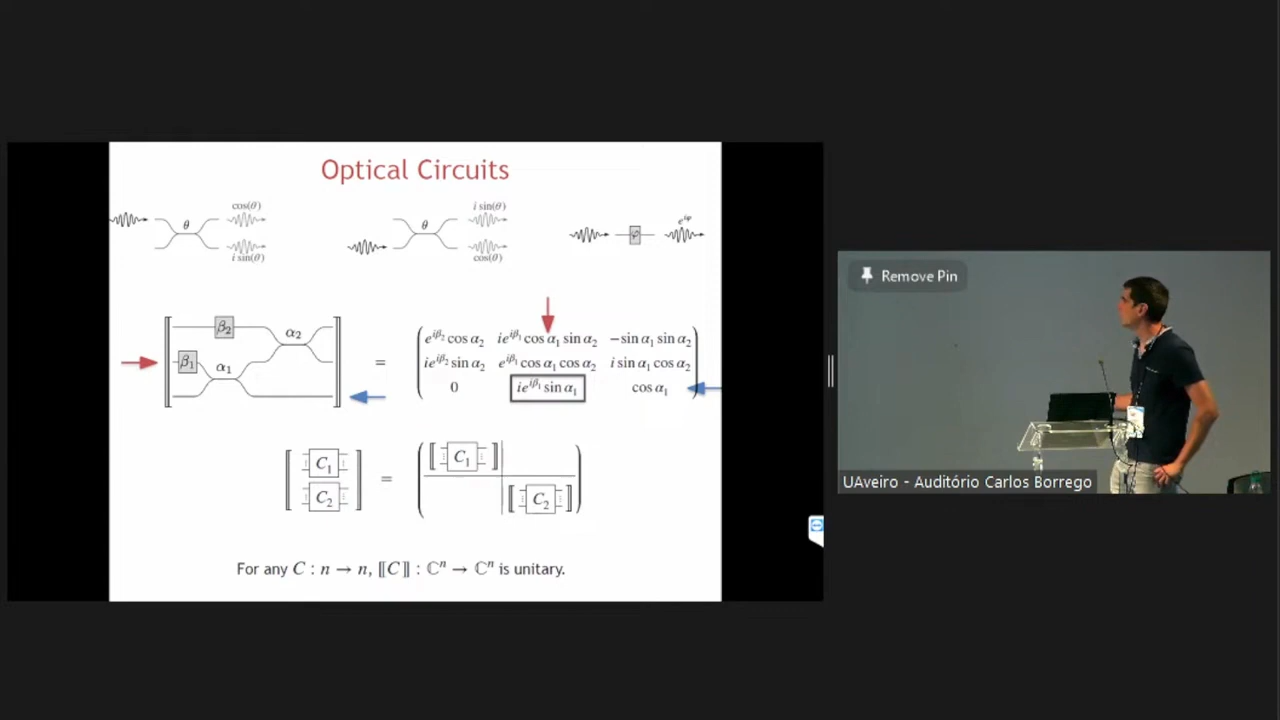 Optical Circuits
cos(θ)
θ
i sin(θ)
i sin(θ)
θ
cos(θ)
φ
e^{iφ}
β₂
α₂
β₁
α₁
=
e^{iβ₂} cos α₂ ie^{iβ₁} cos α₁ sin α₂ −sin α₁ sin α₂
ie^{iβ₂} sin α₂ e^{iβ₁} cos α₁ cos α₂ i sin α₁ cos α₂
0 ie^{iβ₁} sin α₁ cos α₁
C₁
C₂
=
C₁
C₂
For any C : n → n, ⟦C⟧ : ℂⁿ → ℂⁿ is unitary.
Remove Pin
UAveiro - Auditório Carlos Borrego